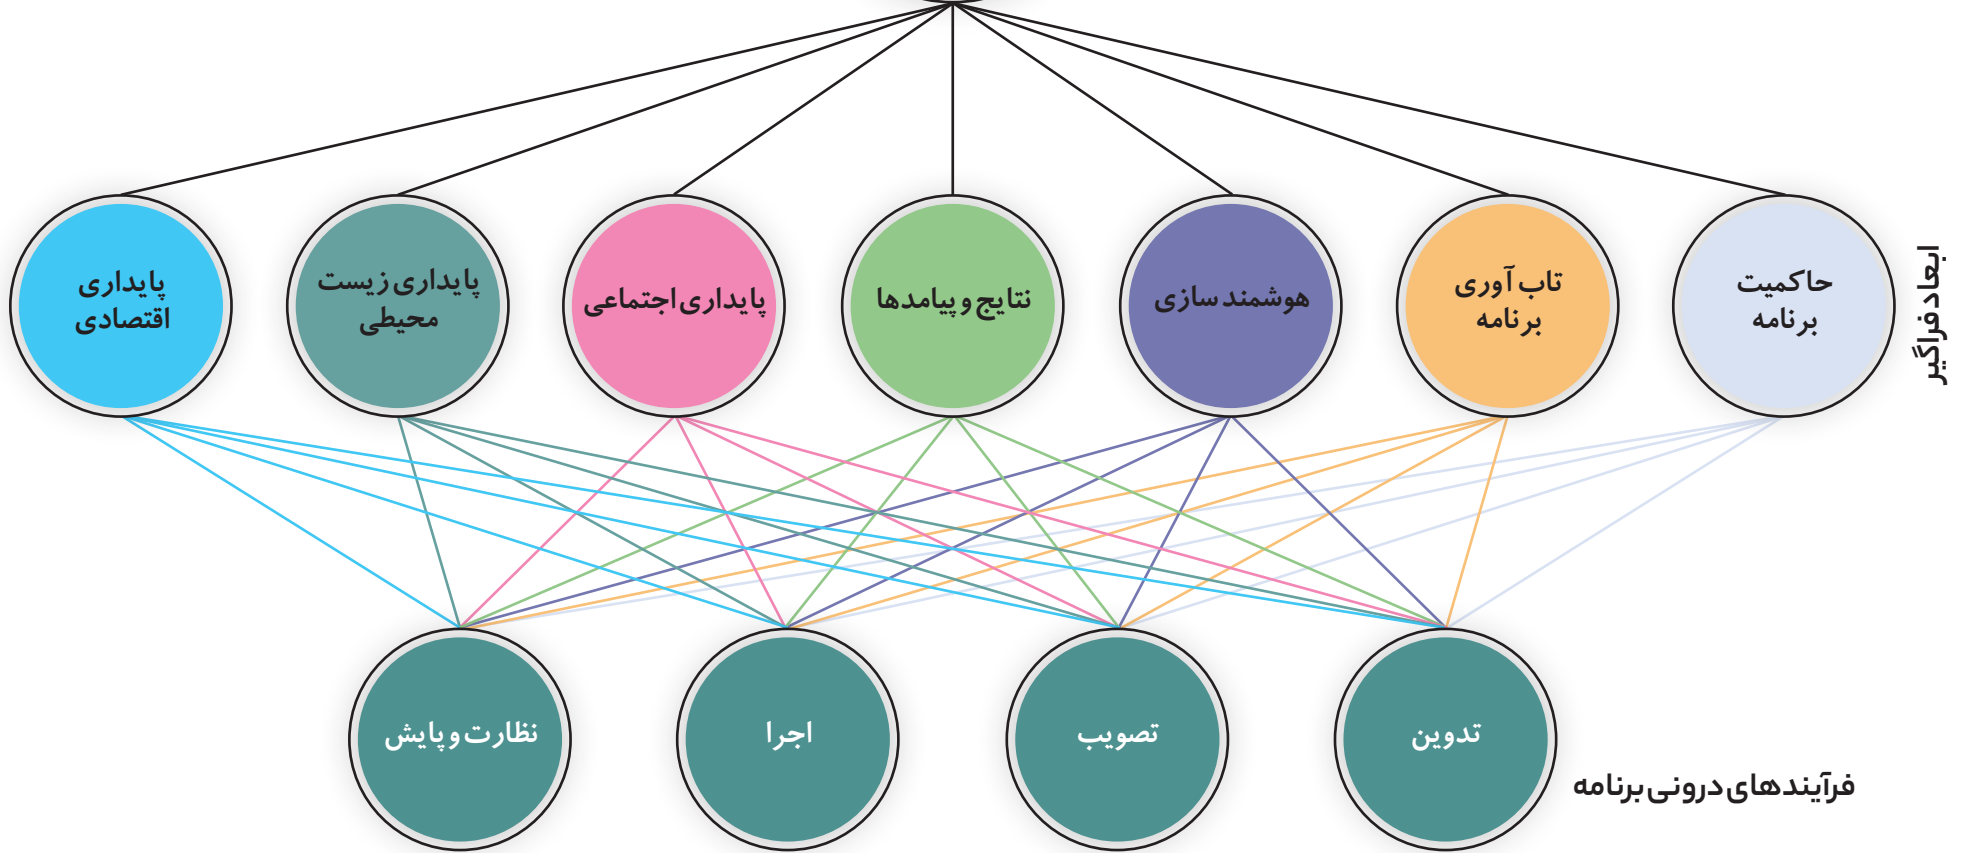 حاکمیت
برنامه
تاب آوری
برنامه
هوشمند سازی
نتایج و پیامدها
پایداری اجتماعی
پایداری زیست
محیطی
پایداری
اقتصادی
ابعاد فراگیر
تدوین
تصویب
اجرا
نظارت و پایش
فرآیندهای درونی برنامه